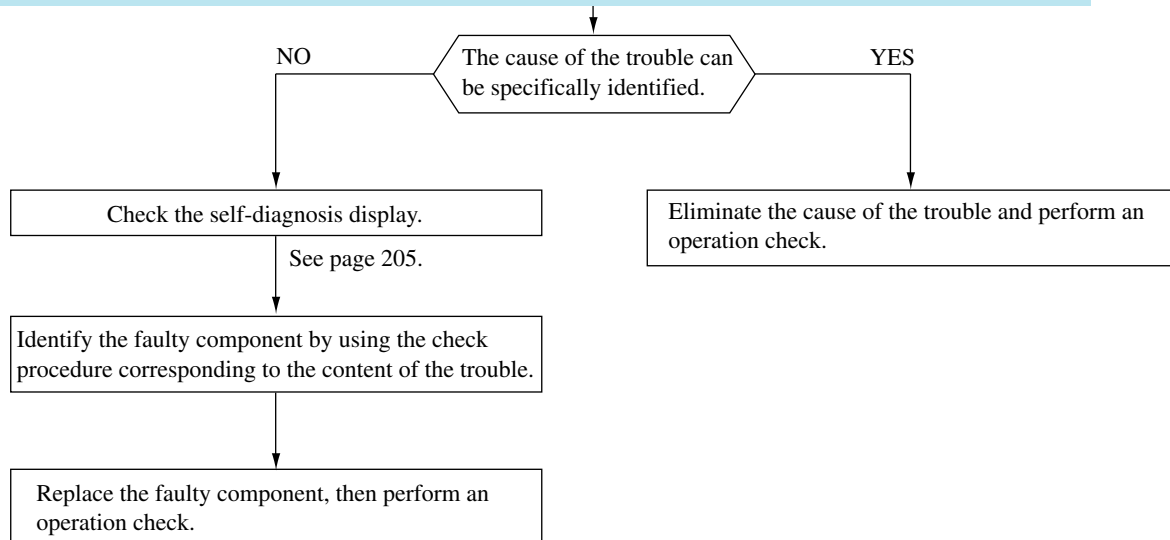 The cause of the trouble can
be specifically identified.
NO
YES
Check the self-diagnosis display.
Eliminate the cause of the trouble and perform an
operation check.
See page 205.
Identify the faulty component by using the check
procedure corresponding to the content of the trouble.
Replace the faulty component, then perform an
operation check.